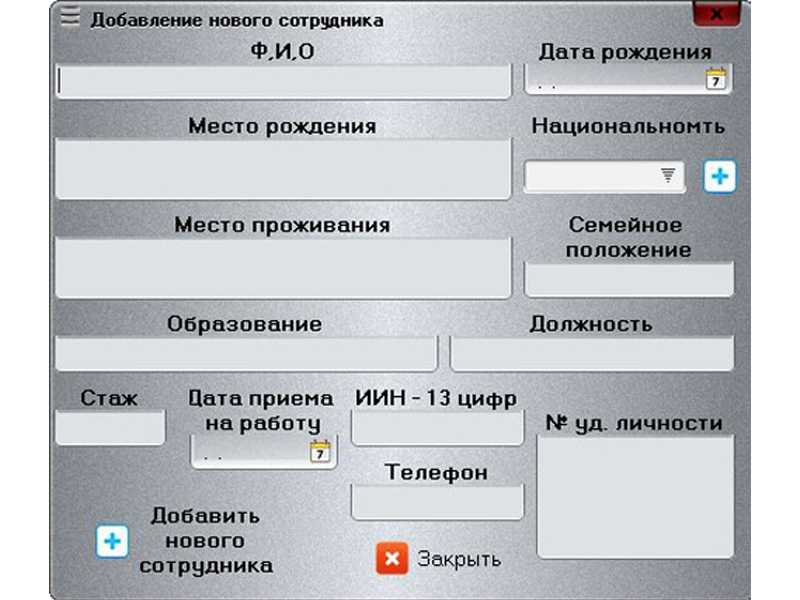 Добавление нового сотрудника
Ф,И,О
Дата рождения
. .
7
Место рождения
Национальномть
Место проживания
Семейное
положение
Образование
Должность
Стаж
Дата приема
на работу
. .
7
ИИН - 13 цифр
№ уд. личности
Телефон
Добавить
нового
сотрудника
Закрыть